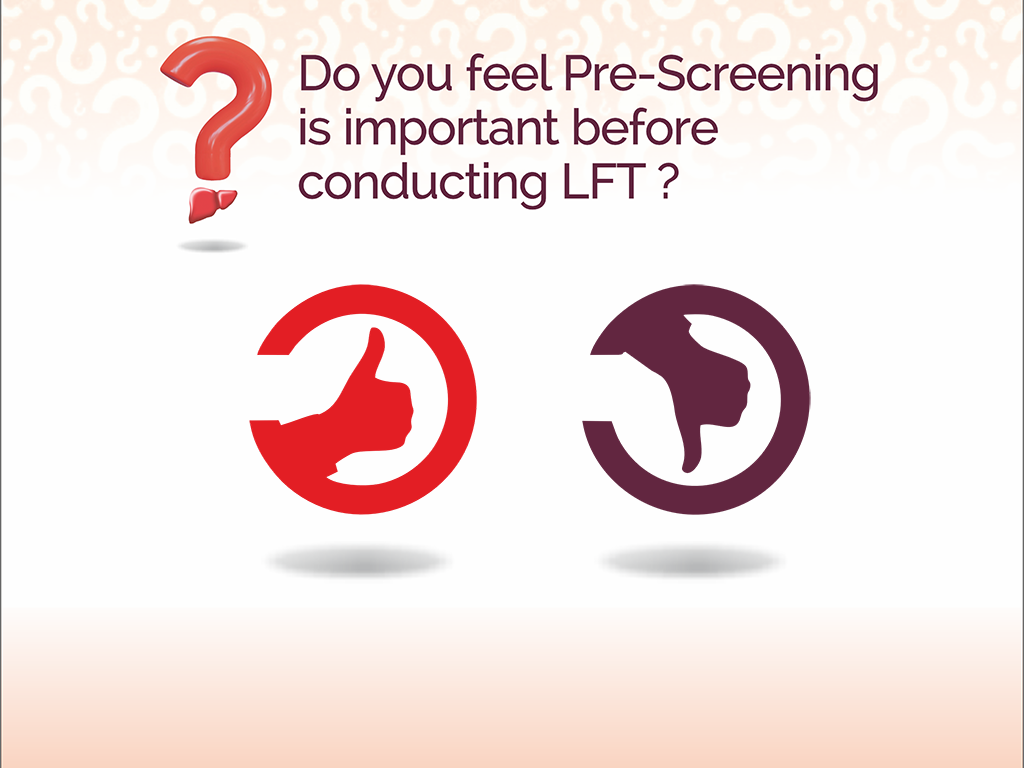 Do you feel Pre-Screening
is important before
conducting LFT ?